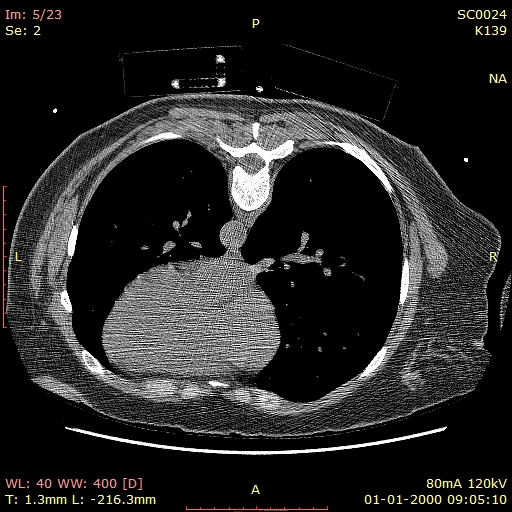 Im: 5/23
Se: 2
P
SC0024
K139
NA
L
R
WL: 40 WW: 400 [D]
T: 1.3mm L: -216.3mm
A
80mA 120kV
01-01-2000 09:05:10